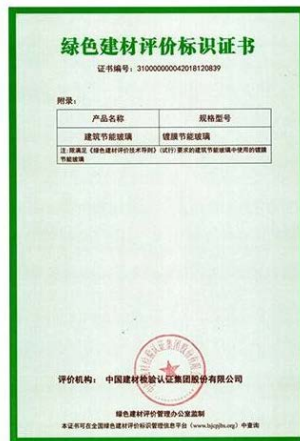 绿色建材评价标识证书
证书编号：31000000042018120839
附录：
产品名称 规格型号
建筑节能玻璃 镀膜节能玻璃
注:限满足《绿色建材评价技术导则》(试行)要求的建筑节能玻璃中使用的镀膜
节能玻璃
评价机构： 中国建材检验认证集团股份有限公司
绿色建材评价管理办公室监制
本证书可在全国绿色建材评价标识管理信息平台（www.bjcpjbs.org）中查询